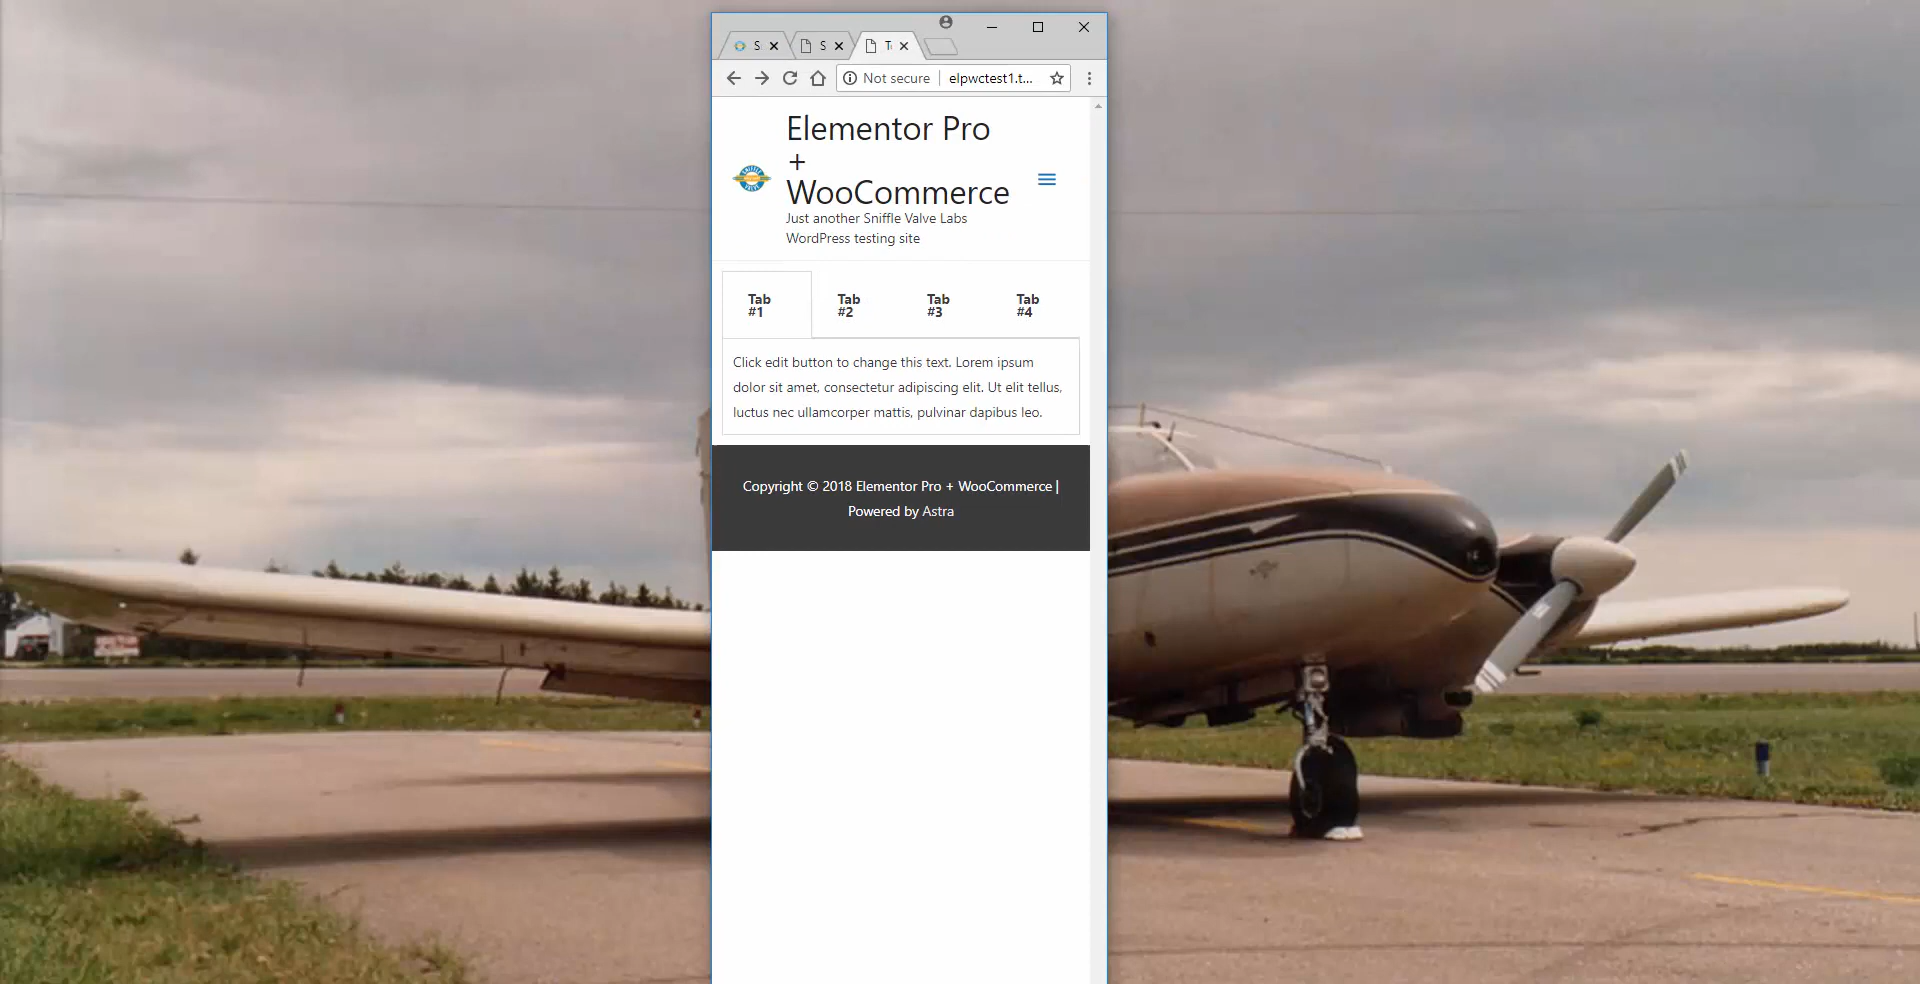 S
S
T
Not secure
elpwctest1.t...
Elementor Pro
+
WooCommerce
Just another Sniffle Valve Labs
WordPress testing site
Tab
#1
Tab
#2
Tab
#3
Tab
#4
Click edit button to change this text. Lorem ipsum
dolor sit amet, consectetur adipiscing elit. Ut elit tellus,
luctus nec ullamcorper mattis, pulvinar dapibus leo.
Copyright © 2018 Elementor Pro + WooCommerce |
Powered by Astra